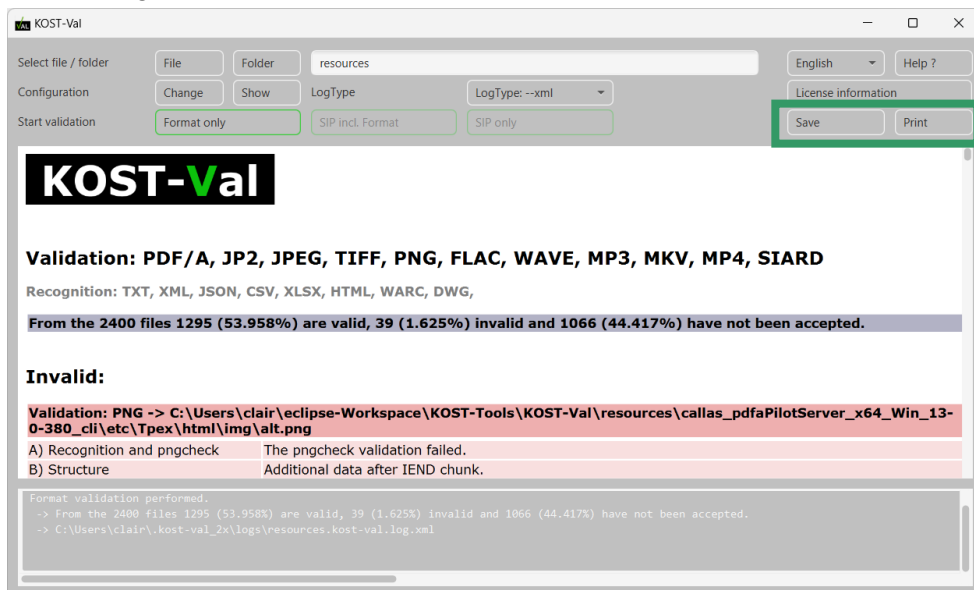 VAL KOST-Val
Select file / folder File Folder resources English Help ?
Configuration Change Show LogType LogType: --xml License information
Start validation Format only SIP incl. Format SIP only Save Print
KOST-Val
Validation: PDF/A, JP2, JPEG, TIFF, PNG, FLAC, WAVE, MP3, MKV, MP4, SIARD
Recognition: TXT, XML, JSON, CSV, XLSX, HTML, WARC, DWG,
From the 2400 files 1295 (53.958%) are valid, 39 (1.625%) invalid and 1066 (44.417%) have not been accepted.
Invalid:
Validation: PNG -> C:\Users\clair\eclipse-Workspace\KOST-Tools\KOST-Val\resources\callas_pdfaPilotServer_x64_Win_13-
0-380_cli\etc\Tpex\html\img\alt.png
A) Recognition and pngcheck The pngcheck validation failed.
B) Structure Additional data after IEND chunk.
Format validation performed.
-> From the 2400 files 1295 (53.958%) are valid, 39 (1.625%) invalid and 1066 (44.417%) have not been accepted.
-> C:\Users\clair\.kost-val_2x\logs\resources.kost-val.log.xml